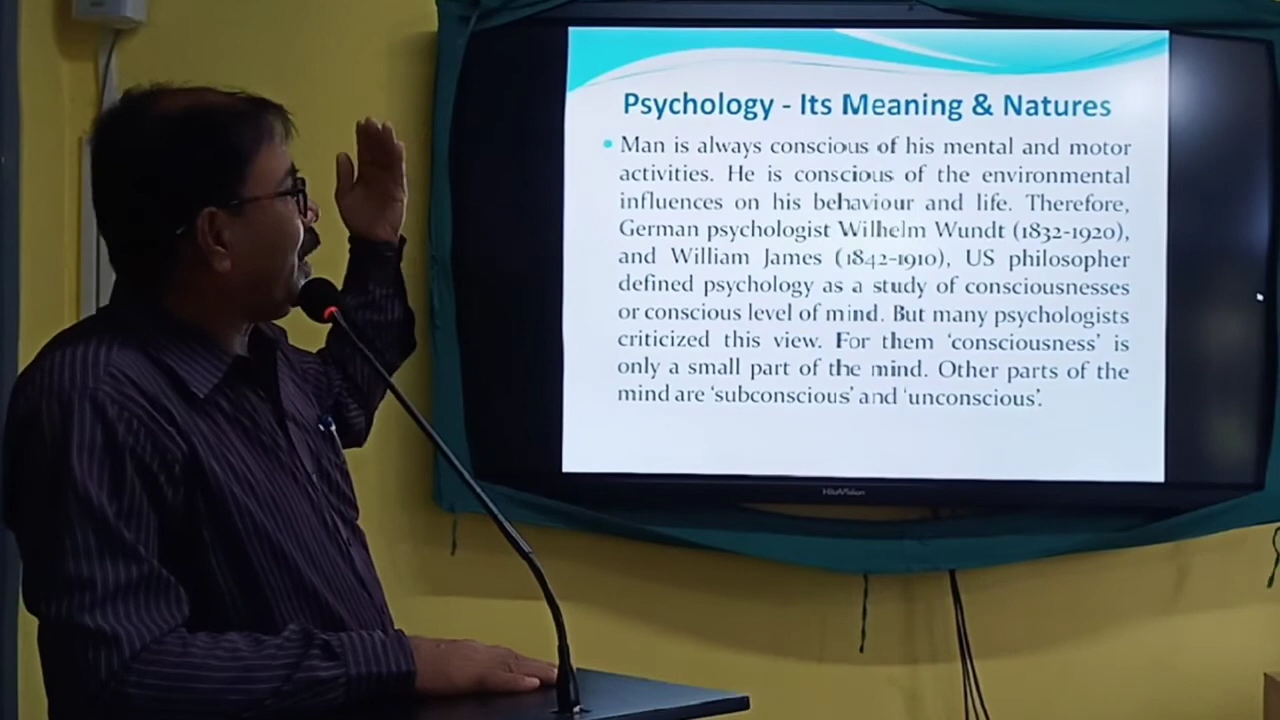 Psychology - Its Meaning & Natures
• Man is always conscious of his mental and motor
activities. He is conscious of the environmental
influences on his behaviour and life. Therefore,
German psychologist Wilhelm Wundt (1832-1920),
and William James (1842-1910), US philosopher
defined psychology as a study of consciousnesses
or conscious level of mind. But many psychologists
criticized this view. For them ‘consciousness’ is
only a small part of the mind. Other parts of the
mind are ‘subconscious’ and ‘unconscious’.
HiteVision